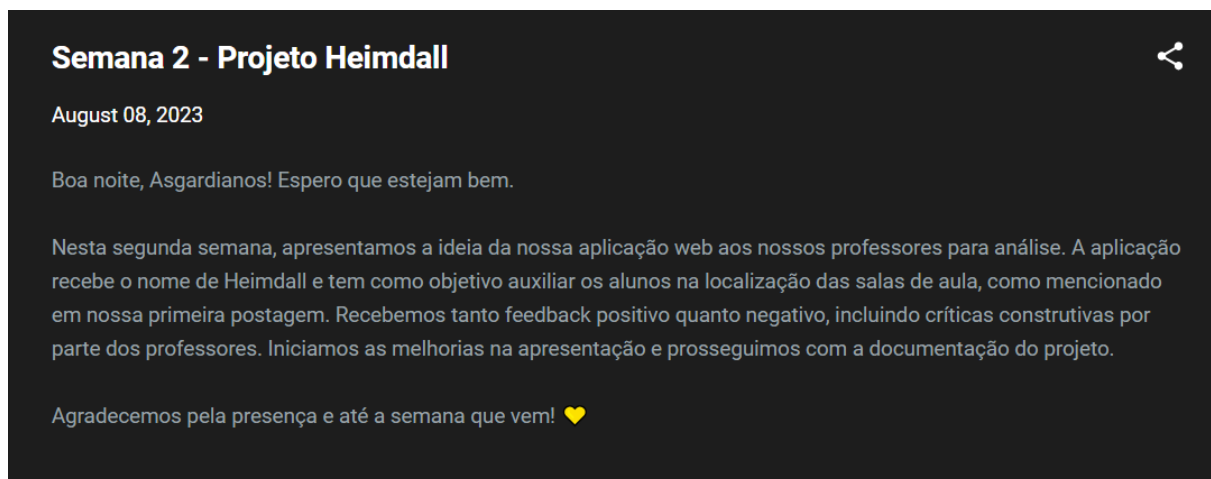 Semana 2 - Projeto Heimdall
August 08, 2023
Boa noite, Asgardianos! Espero que estejam bem.
Nesta segunda semana, apresentamos a ideia da nossa aplicação web aos nossos professores para análise. A aplicação
recebe o nome de Heimdall e tem como objetivo auxiliar os alunos na localização das salas de aula, como mencionado
em nossa primeira postagem. Recebemos tanto feedback positivo quanto negativo, incluindo críticas construtivas por
parte dos professores. Iniciamos as melhorias na apresentação e prosseguimos com a documentação do projeto.
Agradecemos pela presença e até a semana que vem! 💛